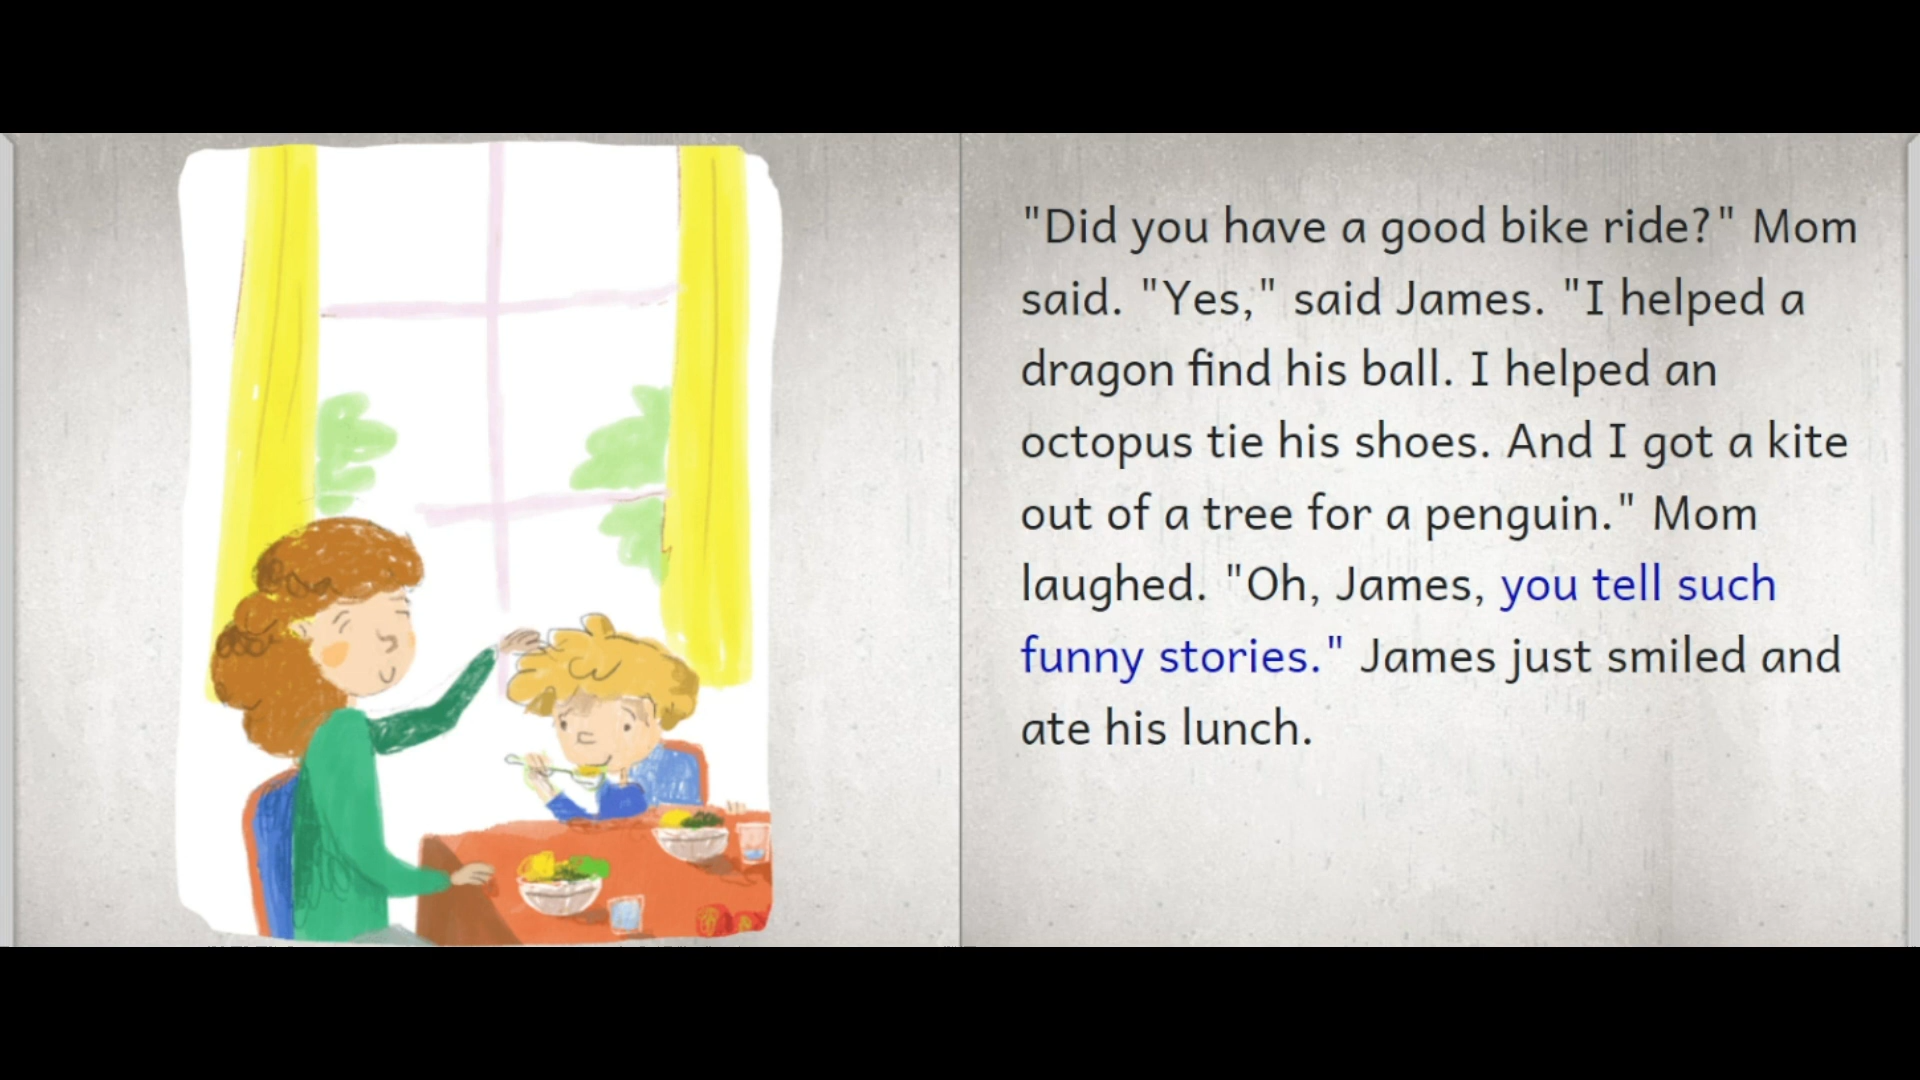 "Did you have a good bike ride?" Mom
said. "Yes," said James. "I helped a
dragon find his ball. I helped an
octopus tie his shoes. And I got a kite
out of a tree for a penguin." Mom
laughed. "Oh, James, you tell such
funny stories." James just smiled and
ate his lunch.